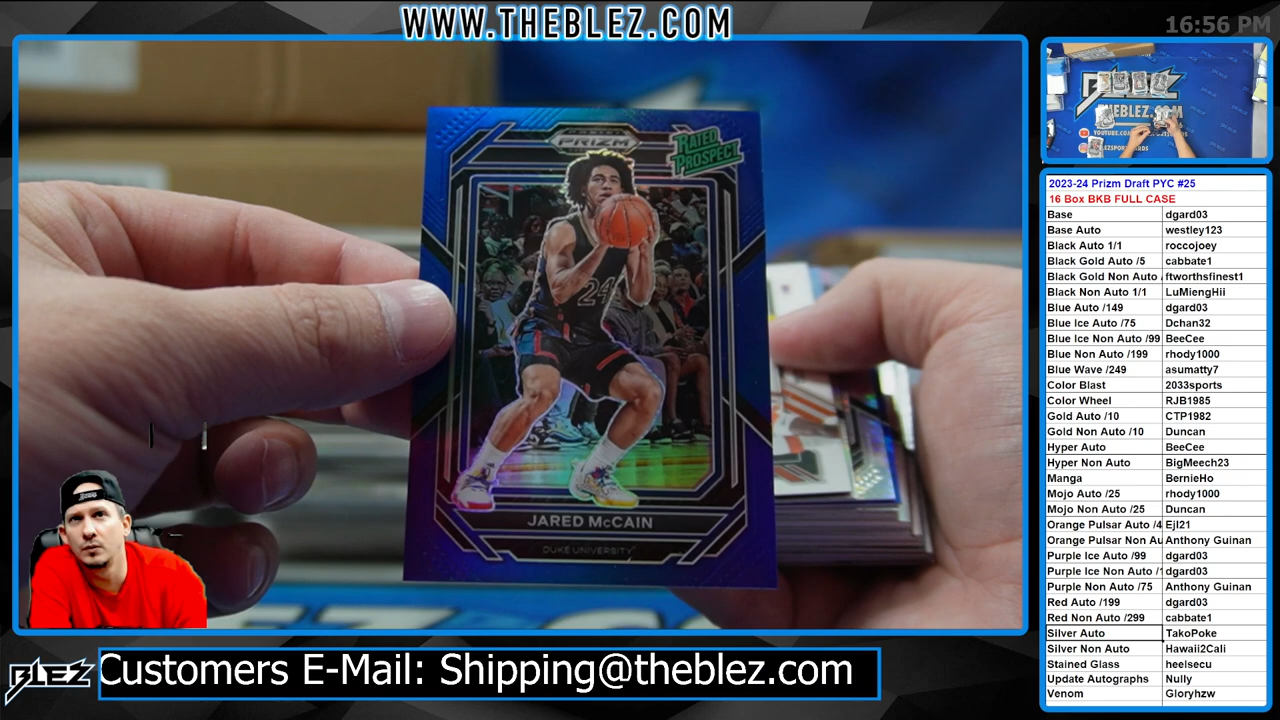 WWW.THEBLEZ.COM
16:56 PM
PANINI
PRIZM
RATED
PROSPECT
24
JARED McCAIN
DUKE UNIVERSITY
BLEZ
THEBLEZ.COM
2023-24 Prizm Draft PYC #25
16 Box BKB FULL CASE
Base dgard03
Base Auto westley123
Black Auto 1/1 roccojoey
Black Gold Auto /5 cabbate1
Black Gold Non Auto ftworthsfinest1
Black Non Auto 1/1 LuMiengHii
Blue Auto /149 dgard03
Blue Ice Auto /75 Dchan32
Blue Ice Non Auto /99 BeeCee
Blue Non Auto /199 rhody1000
Blue Wave /249 asumatty7
Color Blast 2033sports
Color Wheel RJB1985
Gold Auto /10 CTP1982
Gold Non Auto /10 Duncan
Hyper Auto BeeCee
Hyper Non Auto BigMeech23
Manga BernieHo
Mojo Auto /25 rhody1000
Mojo Non Auto /25 Duncan
Orange Pulsar Auto /4 Ejl21
Orange Pulsar Non Au Anthony Guinan
Purple Ice Auto /99 dgard03
Purple Ice Non Auto /1 dgard03
Purple Non Auto /75 Anthony Guinan
Red Auto /199 dgard03
Red Non Auto /299 cabbate1
Silver Auto TakoPoke
Silver Non Auto Hawaii2Cali
Stained Glass heeisecu
Update Autographs Nully
Venom Gloryhzw
BLEZ
Customers E-Mail: Shipping@theblez.com